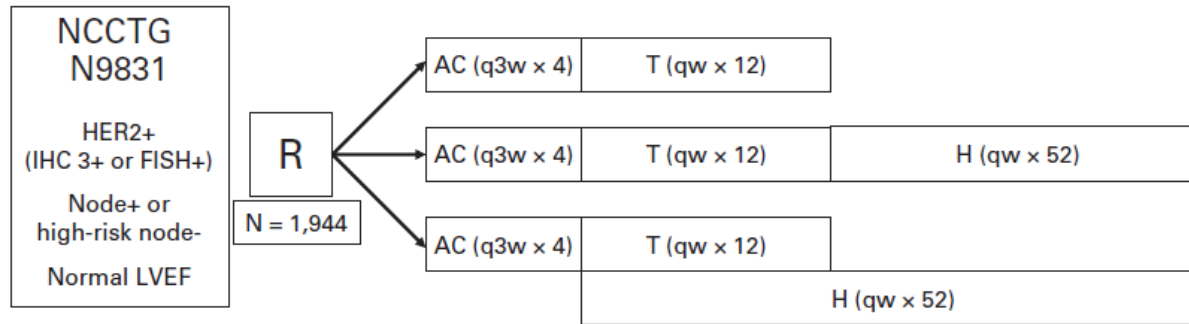 NCCTG
N9831
HER2+
(IHC 3+ or FISH+)
Node+ or
high-risk node-
Normal LVEF
R
N = 1,944
AC (q3w × 4)
T (qw × 12)
AC (q3w × 4)
T (qw × 12)
H (qw × 52)
AC (q3w × 4)
T (qw × 12)
H (qw × 52)